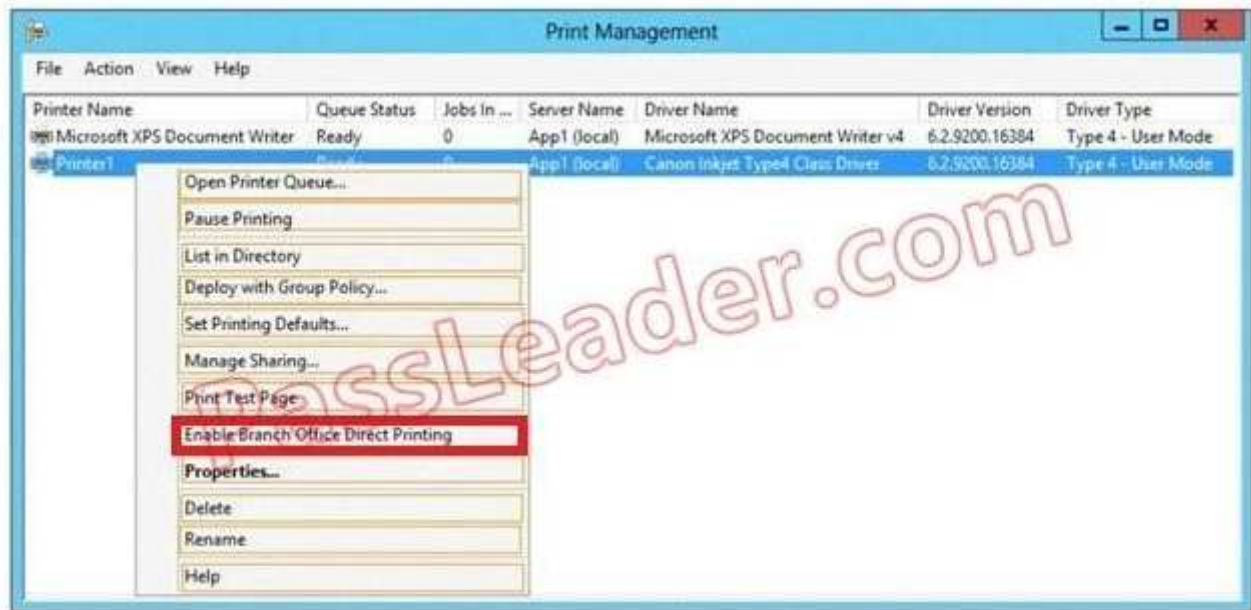 Print Management
File Action View Help
Printer Name Queue Status Jobs In ... Server Name Driver Name Driver Version Driver Type
Microsoft XPS Document Writer Ready 0 App1 (local) Microsoft XPS Document Writer v4 6.2.9200.16384 Type 4 - User Mode
Printer1 Ready 0 App1 (local) Canon Inkjet Type4 Class Driver 6.2.9200.16384 Type 4 - User Mode
Open Printer Queue...
Pause Printing
List in Directory
Deploy with Group Policy...
Set Printing Defaults...
Manage Sharing...
Print Test Page
Enable Branch Office Direct Printing
Properties...
Delete
Rename
Help
PassLeader.com